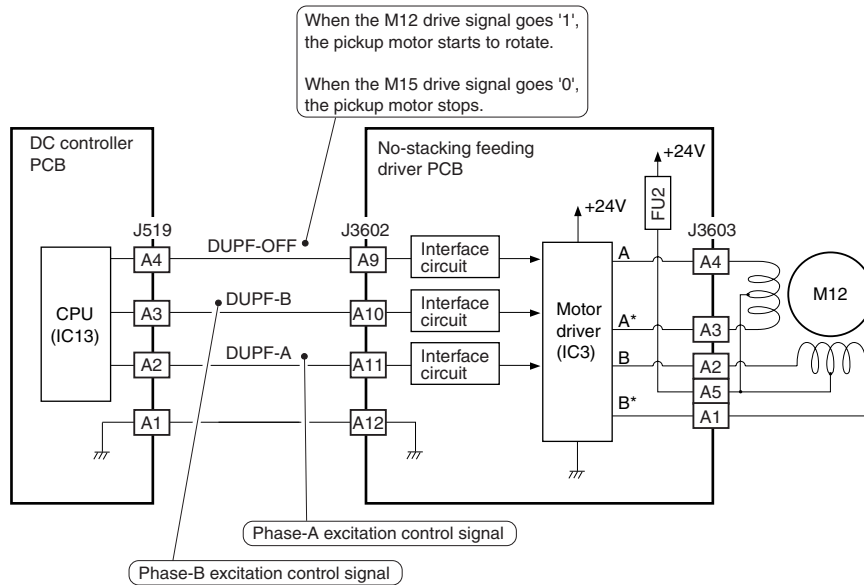 When the M12 drive signal goes '1',
the pickup motor starts to rotate.
When the M15 drive signal goes '0',
the pickup motor stops.
DC controller
PCB
No-stacking feeding
driver PCB
+24V
+24V
FU2
J519
J3602
J3603
DUPF-OFF
A4
A9
Interface
circuit
A
A4
CPU
(IC13)
DUPF-B
A3
A10
Interface
circuit
Motor
driver
(IC3)
A*
A3
M12
DUPF-A
A2
A11
Interface
circuit
B
A2
A5
B*
A1
A1
A12
Phase-A excitation control signal
Phase-B excitation control signal